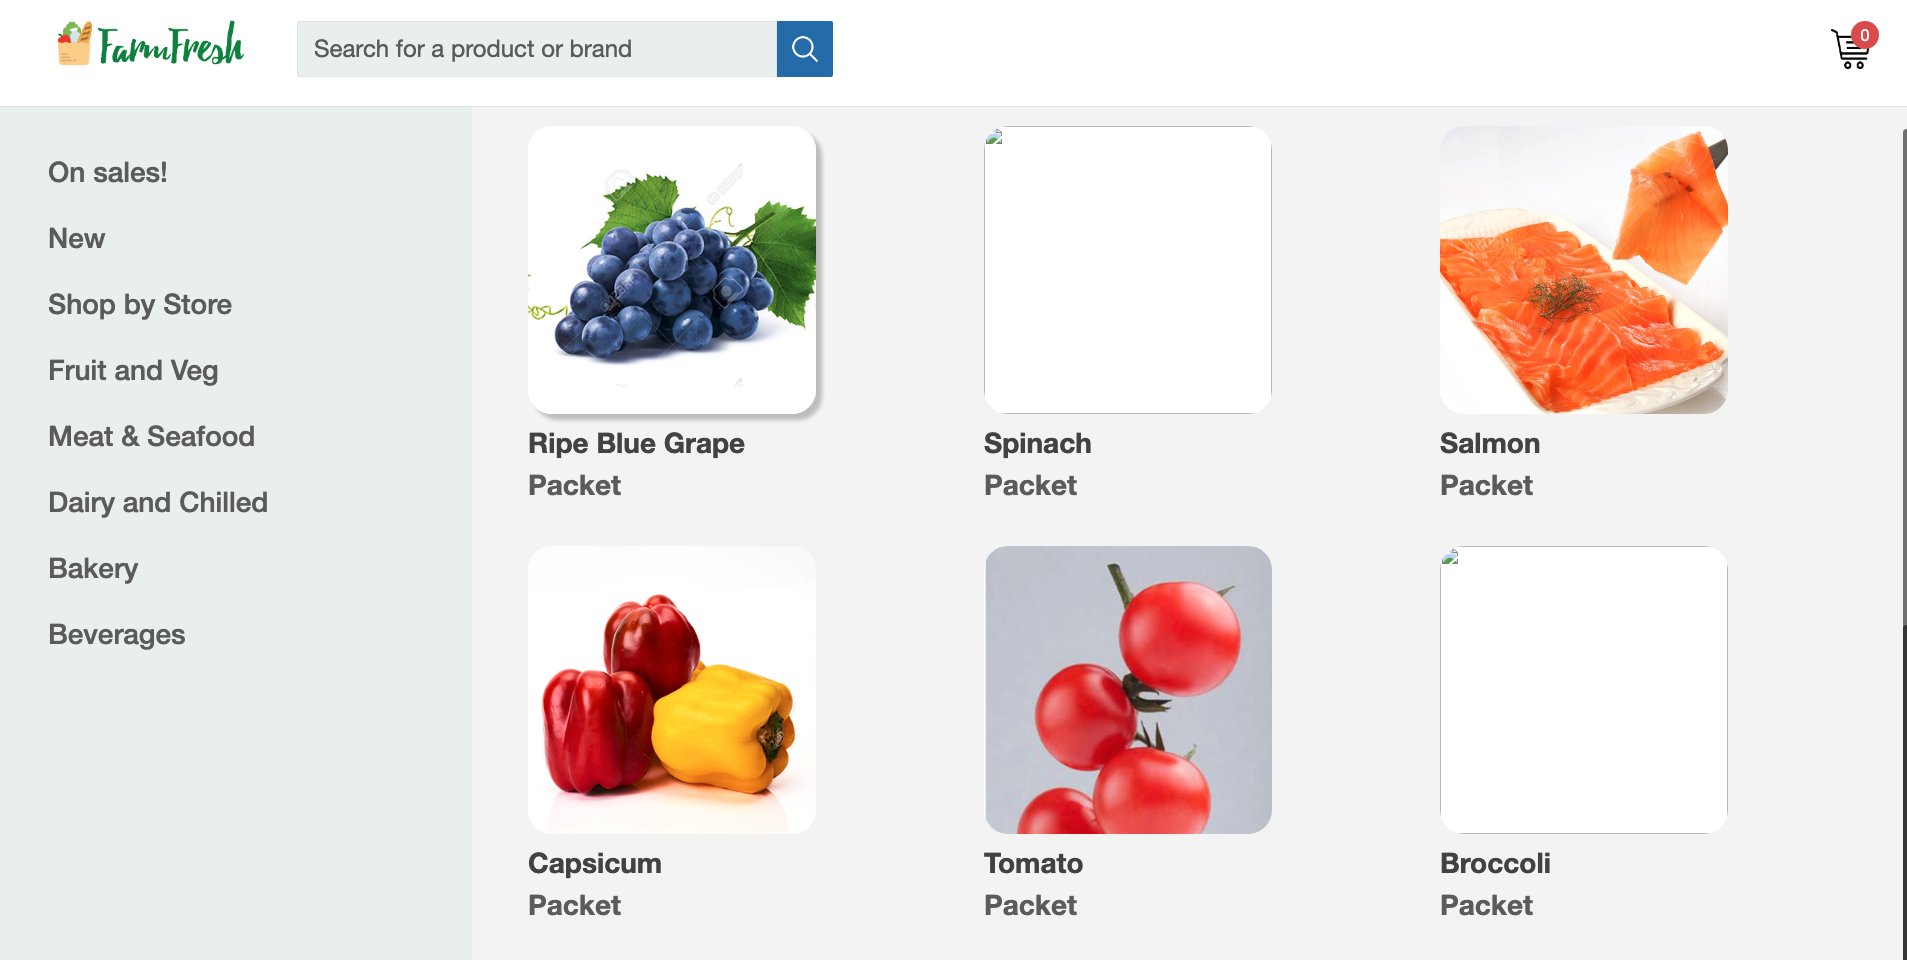 FarmFresh
Search for a product or brand
0
On sales!
New
Shop by Store
Fruit and Veg
Meat & Seafood
Dairy and Chilled
Bakery
Beverages
Ripe Blue Grape
Packet
Spinach
Packet
Salmon
Packet
Capsicum
Packet
Tomato
Packet
Broccoli
Packet